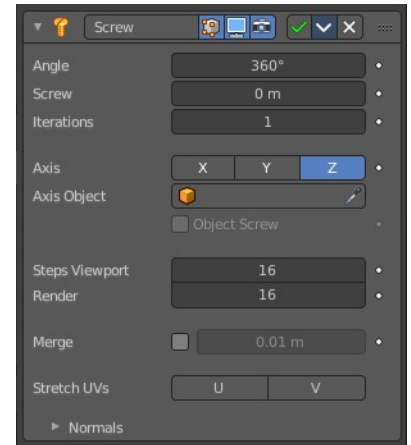 Screw
Angle 360°
Screw 0 m
Iterations 1
Axis X Y Z
Axis Object
Object Screw
Steps Viewport 16
Render 16
Merge 0.01 m
Stretch UVs U V
Normals